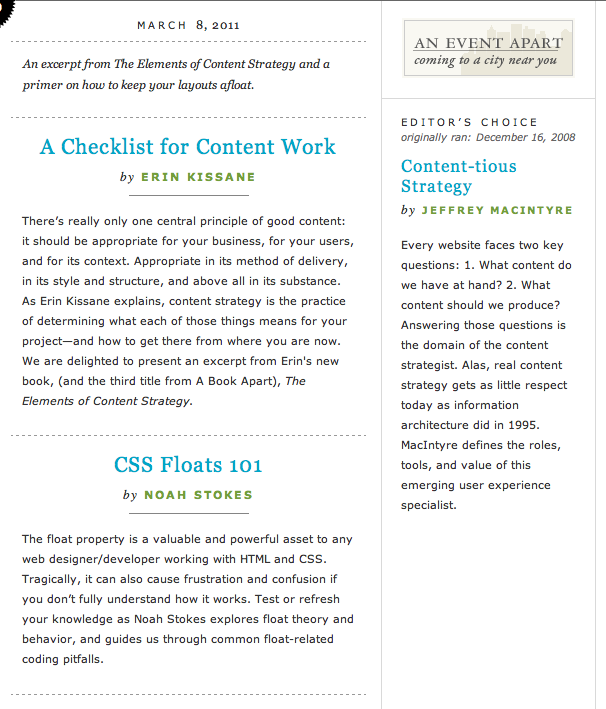 MARCH 8, 2011
An excerpt from The Elements of Content Strategy and a
primer on how to keep your layouts afloat.
A Checklist for Content Work
by ERIN KISSANE
There’s really only one central principle of good content:
it should be appropriate for your business, for your users,
and for its context. Appropriate in its method of delivery,
in its style and structure, and above all in its substance.
As Erin Kissane explains, content strategy is the practice
of determining what each of those things means for your
project—and how to get there from where you are now.
We are delighted to present an excerpt from Erin's new
book, (and the third title from A Book Apart), The
Elements of Content Strategy.
CSS Floats 101
by NOAH STOKES
The float property is a valuable and powerful asset to any
web designer/developer working with HTML and CSS.
Tragically, it can also cause frustration and confusion if
you don’t fully understand how it works. Test or refresh
your knowledge as Noah Stokes explores float theory and
behavior, and guides us through common float-related
coding pitfalls.
AN EVENT APART
coming to a city near you
EDITOR’S CHOICE
originally ran: December 16, 2008
Content-tious
Strategy
by JEFFREY MACINTYRE
Every website faces two key
questions: 1. What content do
we have at hand? 2. What
content should we produce?
Answering those questions is
the domain of the content
strategist. Alas, real content
strategy gets as little respect
today as information
architecture did in 1995.
MacIntyre defines the roles,
tools, and value of this
emerging user experience
specialist.